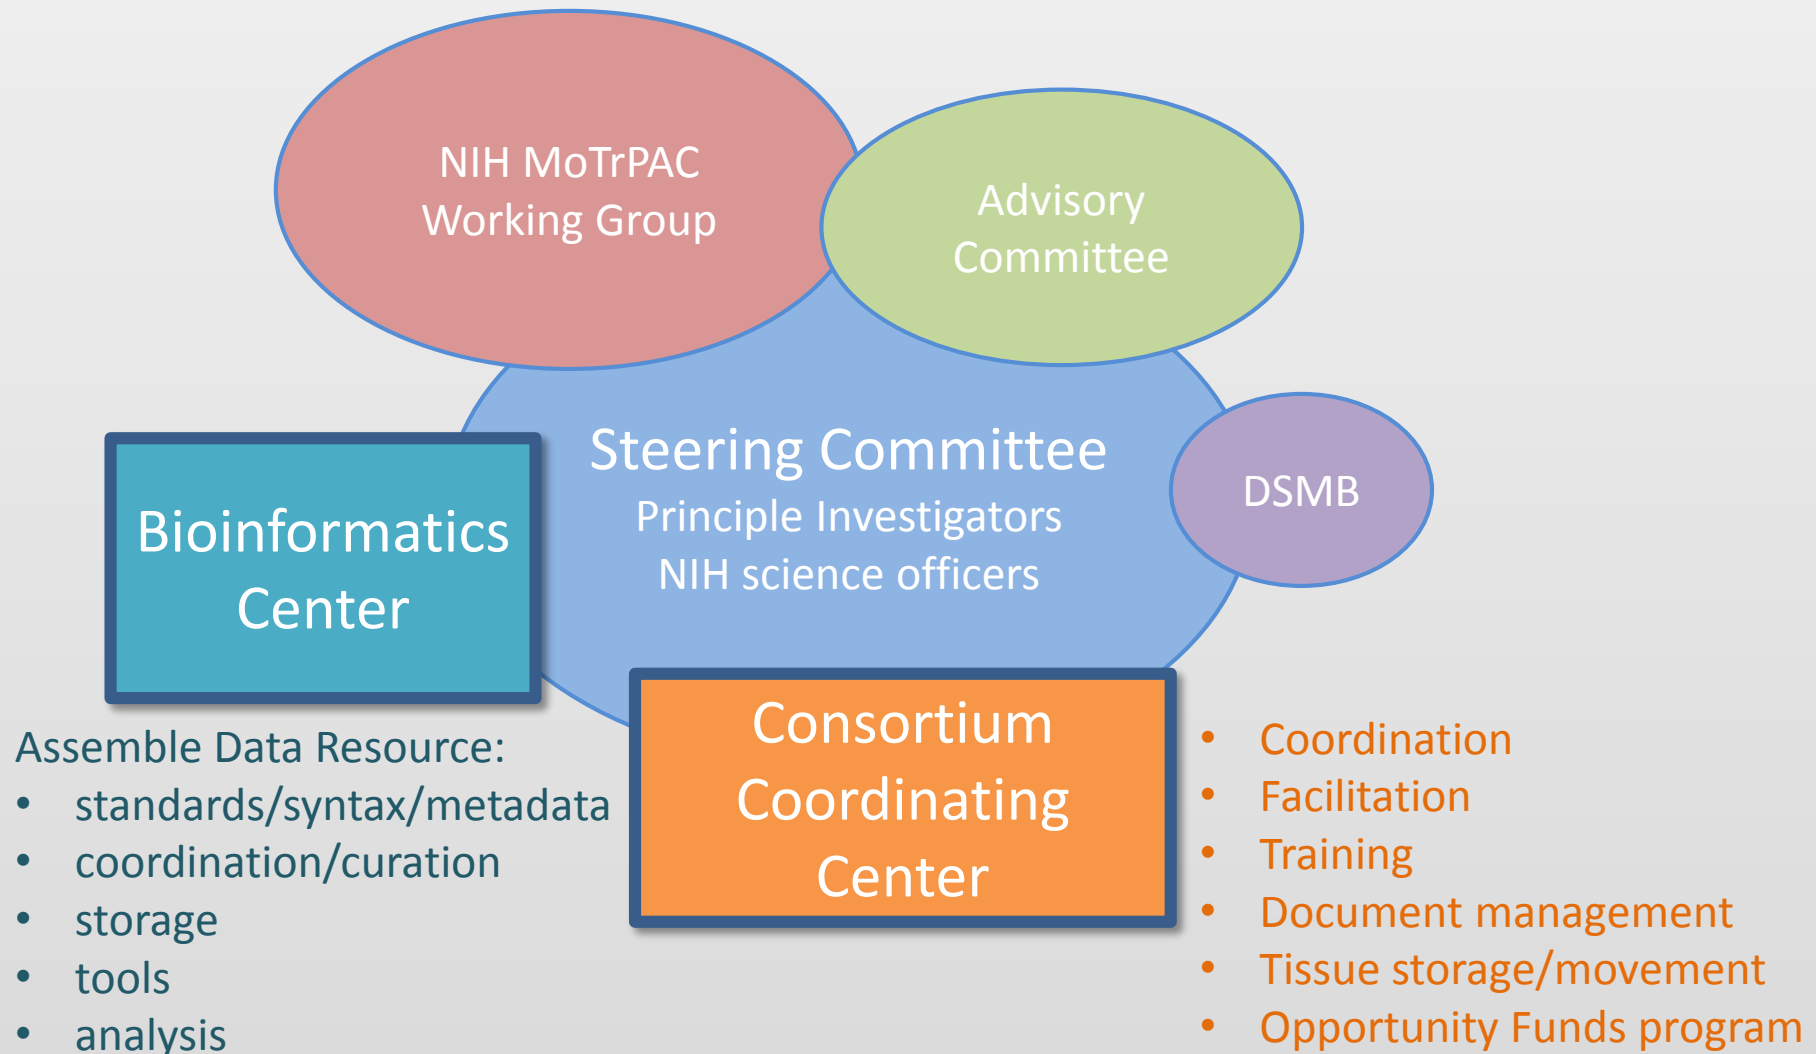 NIH MoTrPAC
Working Group
Advisory
Committee
Steering Committee
Principle Investigators
NIH science officers
DSMB
Bioinformatics
Center
Consortium
Coordinating
Center
Assemble Data Resource:
• standards/syntax/metadata
• coordination/curation
• storage
• tools
• analysis
• Coordination
• Facilitation
• Training
• Document management
• Tissue storage/movement
• Opportunity Funds program